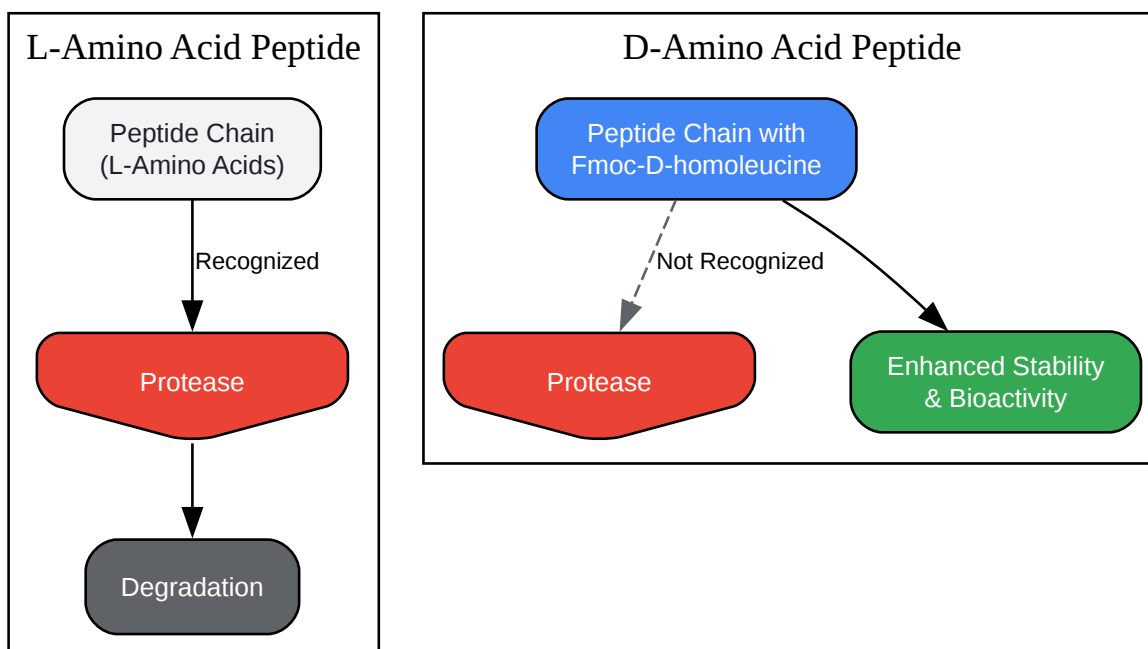 L-Amino Acid Peptide
Peptide Chain
(L-Amino Acids)
Recognized
Protease
Degradation
D-Amino Acid Peptide
Peptide Chain with
Fmoc-D-homoleucine
Not Recognized
Protease
Enhanced Stability
& Bioactivity